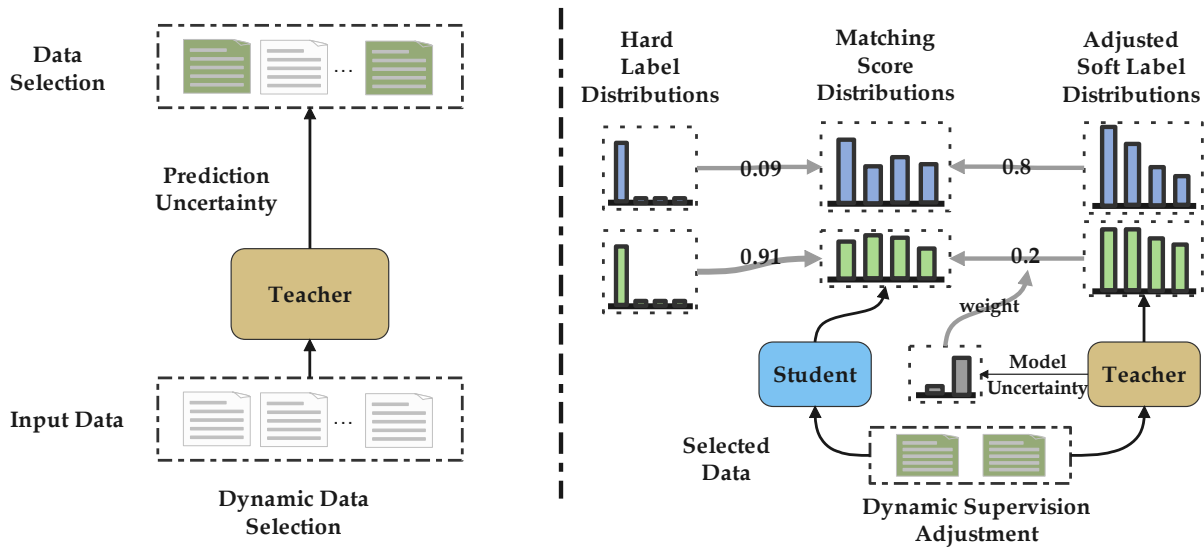 Data
Selection
...
Prediction
Uncertainty
Teacher
Input Data
...
Dynamic Data
Selection
Hard
Label
Distributions
Matching
Score
Distributions
Adjusted
Soft Label
Distributions
0.09
0.8
0.91
0.2
weight
Student
Model
Uncertainty
Teacher
Selected
Data
Dynamic Supervision
Adjustment